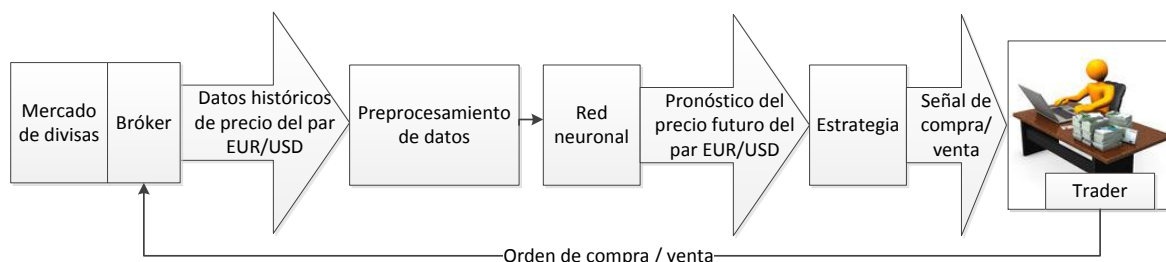 Mercado
de divisas
Bróker
Datos históricos
de precio del par
EUR/USD
Preprocesamiento
de datos
Red
neuronal
Pronóstico del
precio futuro del
par EUR/USD
Estrategia
Señal de
compra/
venta
Trader
Orden de compra / venta